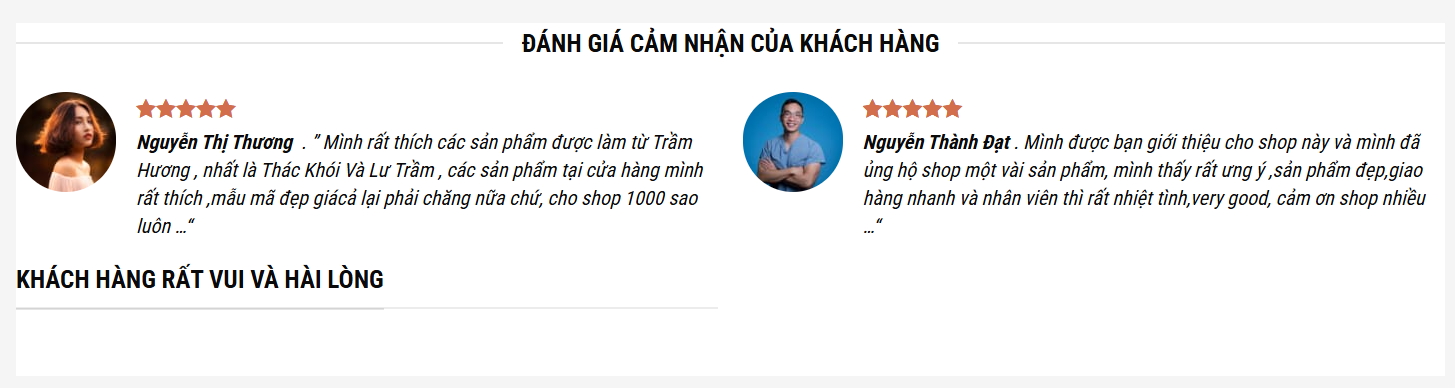 ĐÁNH GIÁ CẢM NHẬN CỦA KHÁCH HÀNG
Nguyễn Thị Thương . ” Mình rất thích các sản phẩm được làm từ Trầm
Hương , nhất là Thác Khói Và Lư Trầm , các sản phẩm tại cửa hàng mình
rất thích ,mẫu mã đẹp giácả lại phải chăng nữa chứ, cho shop 1000 sao
luôn …“
Nguyễn Thành Đạt . Mình được bạn giới thiệu cho shop này và mình đã
ủng hộ shop một vài sản phẩm, mình thấy rất ưng ý ,sản phẩm đẹp,giao
hàng nhanh và nhân viên thì rất nhiệt tình,very good, cảm ơn shop nhiều
…“
KHÁCH HÀNG RẤT VUI VÀ HÀI LÒNG